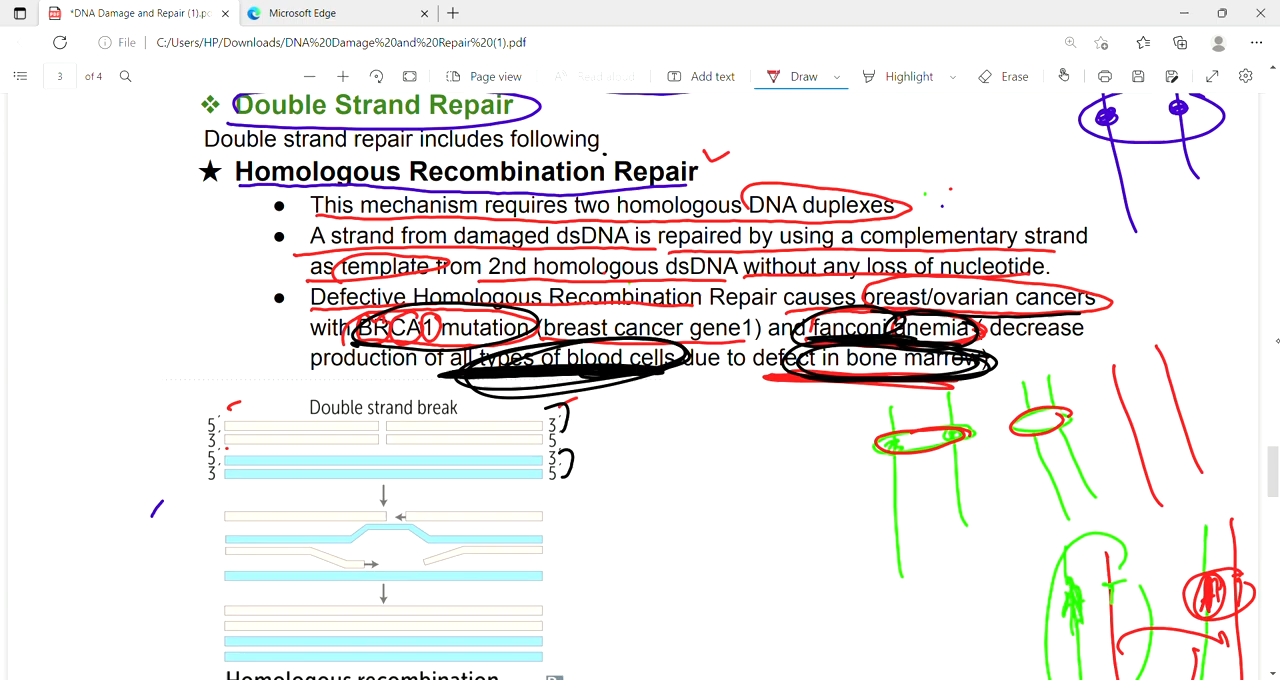 *DNA Damage and Repair (1).pd
Microsoft Edge
File
C:/Users/HP/Downloads/DNA%20Damage%20and%20Repair%20(1).pdf
3 of 4
Page view
Read aloud
Add text
Draw
Highlight
Erase
Double Strand Repair
Double strand repair includes following
Homologous Recombination Repair
This mechanism requires two homologous DNA duplexes
A strand from damaged dsDNA is repaired by using a complementary strand
as template from 2nd homologous dsDNA without any loss of nucleotide.
Defective Homologous Recombination Repair causes breast/ovarian cancers
with BRCA1 mutation (breast cancer gene1) and fanconi anemia ( decrease
production of all types of blood cells due to defect in bone marrow)
Double strand break
5′ 3′
3′ 5′
5′ 3′
3′ 5′
Homologous recombination